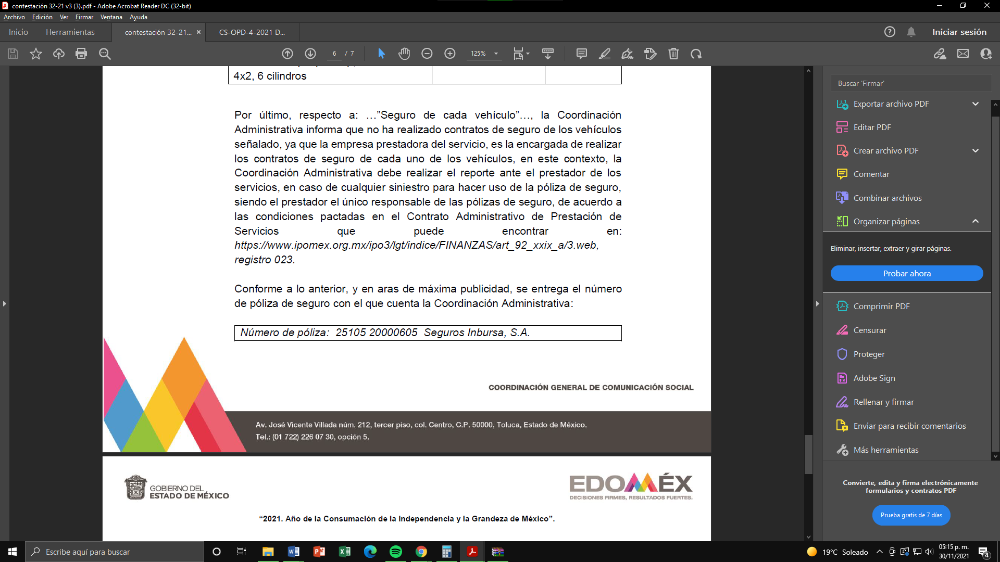 contestación 32-21 v3 (3).pdf - Adobe Acrobat Reader DC (32-bit)
Archivo Edición Ver Firmar Ventana Ayuda
Inicio Herramientas contestación 32-21... × CS-OPD-4-2021 D... Iniciar sesión
6 / 7 125%
4x2, 6 cilindros
Por último, respecto a: …”Seguro de cada vehículo”…, la Coordinación
Administrativa informa que no ha realizado contratos de seguro de los vehículos
señalado, ya que la empresa prestadora del servicio, es la encargada de realizar
los contratos de seguro de cada uno de los vehículos, en este contexto, la
Coordinación Administrativa debe realizar el reporte ante el prestador de los
servicios, en caso de cualquier siniestro para hacer uso de la póliza de seguro,
siendo el prestador el único responsable de las pólizas de seguro, de acuerdo a
las condiciones pactadas en el Contrato Administrativo de Prestación de
Servicios que puede encontrar en:
https://www.ipomex.org.mx/ipo3/lgt/indice/FINANZAS/art_92_xxix_a/3.web,
registro 023.
Conforme a lo anterior, y en aras de máxima publicidad, se entrega el número
de póliza de seguro con el que cuenta la Coordinación Administrativa:
Número de póliza: 25105 20000605 Seguros Inbursa, S.A.
COORDINACIÓN GENERAL DE COMUNICACIÓN SOCIAL
Av. José Vicente Villada núm. 212, tercer piso, col. Centro, C.P. 50000, Toluca, Estado de México.
Tel.: (01 722) 226 07 30, opción 5.
GOBIERNO DEL
ESTADO DE MÉXICO
EDOMÉX
DECISIONES FIRMES, RESULTADOS FUERTES.
“2021. Año de la Consumación de la Independencia y la Grandeza de México”.
Buscar 'Firmar'
Exportar archivo PDF
Editar PDF
Crear archivo PDF
Comentar
Combinar archivos
Organizar páginas
Eliminar, insertar, extraer y girar páginas.
Probar ahora
Comprimir PDF
Censurar
Proteger
Adobe Sign
Rellenar y firmar
Enviar para recibir comentarios
Más herramientas
Convierte, edita y firma electrónicamente
formularios y contratos PDF
Prueba gratis de 7 días
Escribe aquí para buscar
19°C Soleado
05:15 p. m.
30/11/2021
4